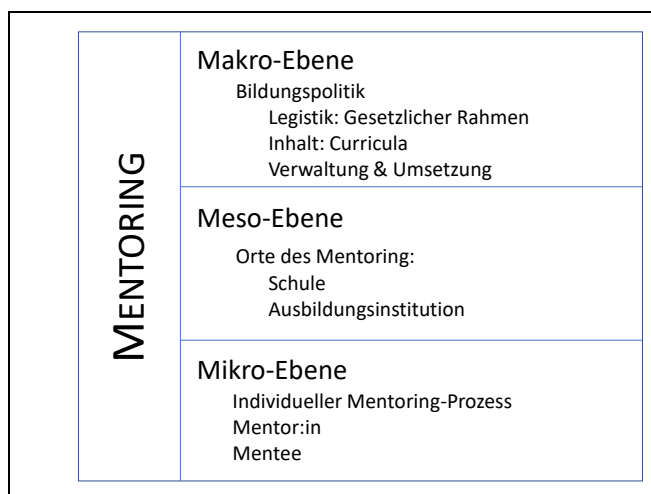 MENTORING
Makro-Ebene
Bildungspolitik
Legistik: Gesetzlicher Rahmen
Inhalt: Curricula
Verwaltung & Umsetzung
Meso-Ebene
Orte des Mentoring:
Schule
Ausbildungsinstitution
Mikro-Ebene
Individueller Mentoring-Prozess
Mentor:in
Mentee